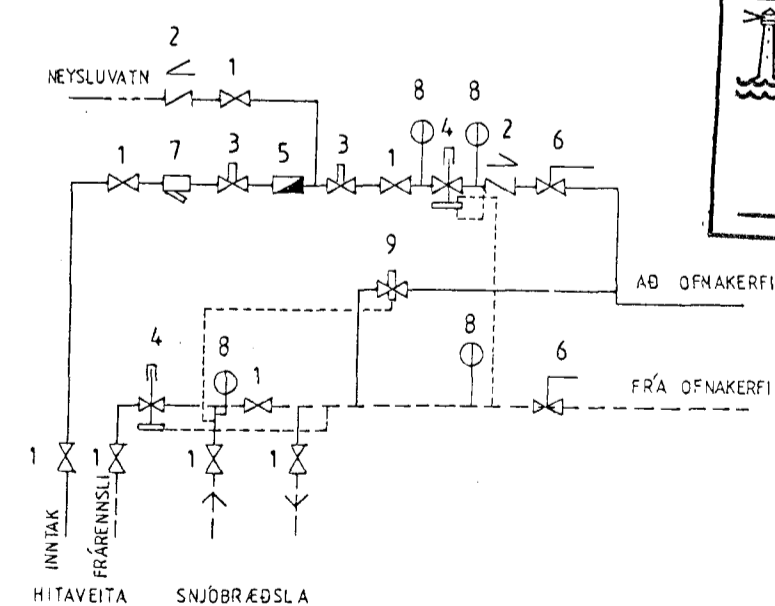 2
1
NEYSLUVATN
8 8
1 7 3 5 3 1 4 2 6
9
AÐ OFNAKERFI
4 8 1 8 6
FRÁ OFNAKERFI
1 1 1 1
INNTAK
FRÁRENNSLI
HITAVEITA SNJÓBRÆÐSLA